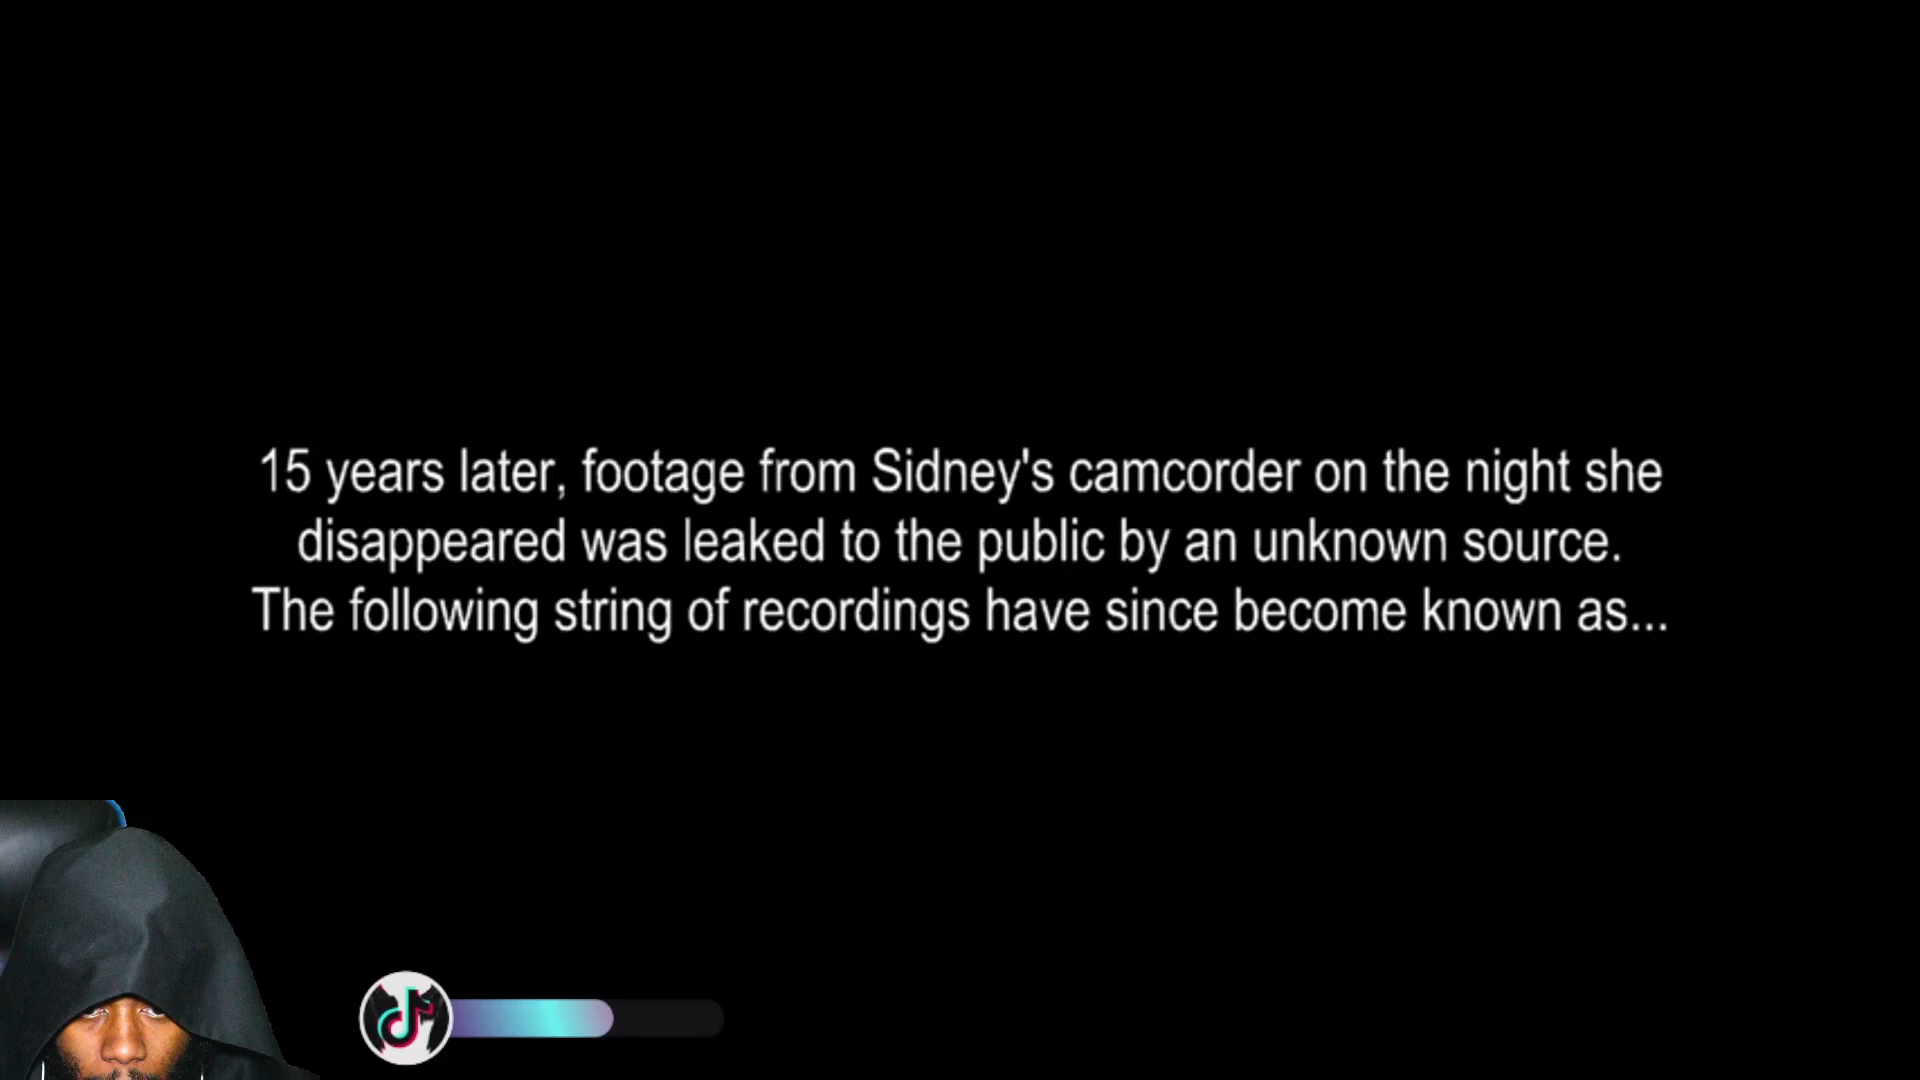 15 years later, footage from Sidney's camcorder on the night she
disappeared was leaked to the public by an unknown source.
The following string of recordings have since become known as...